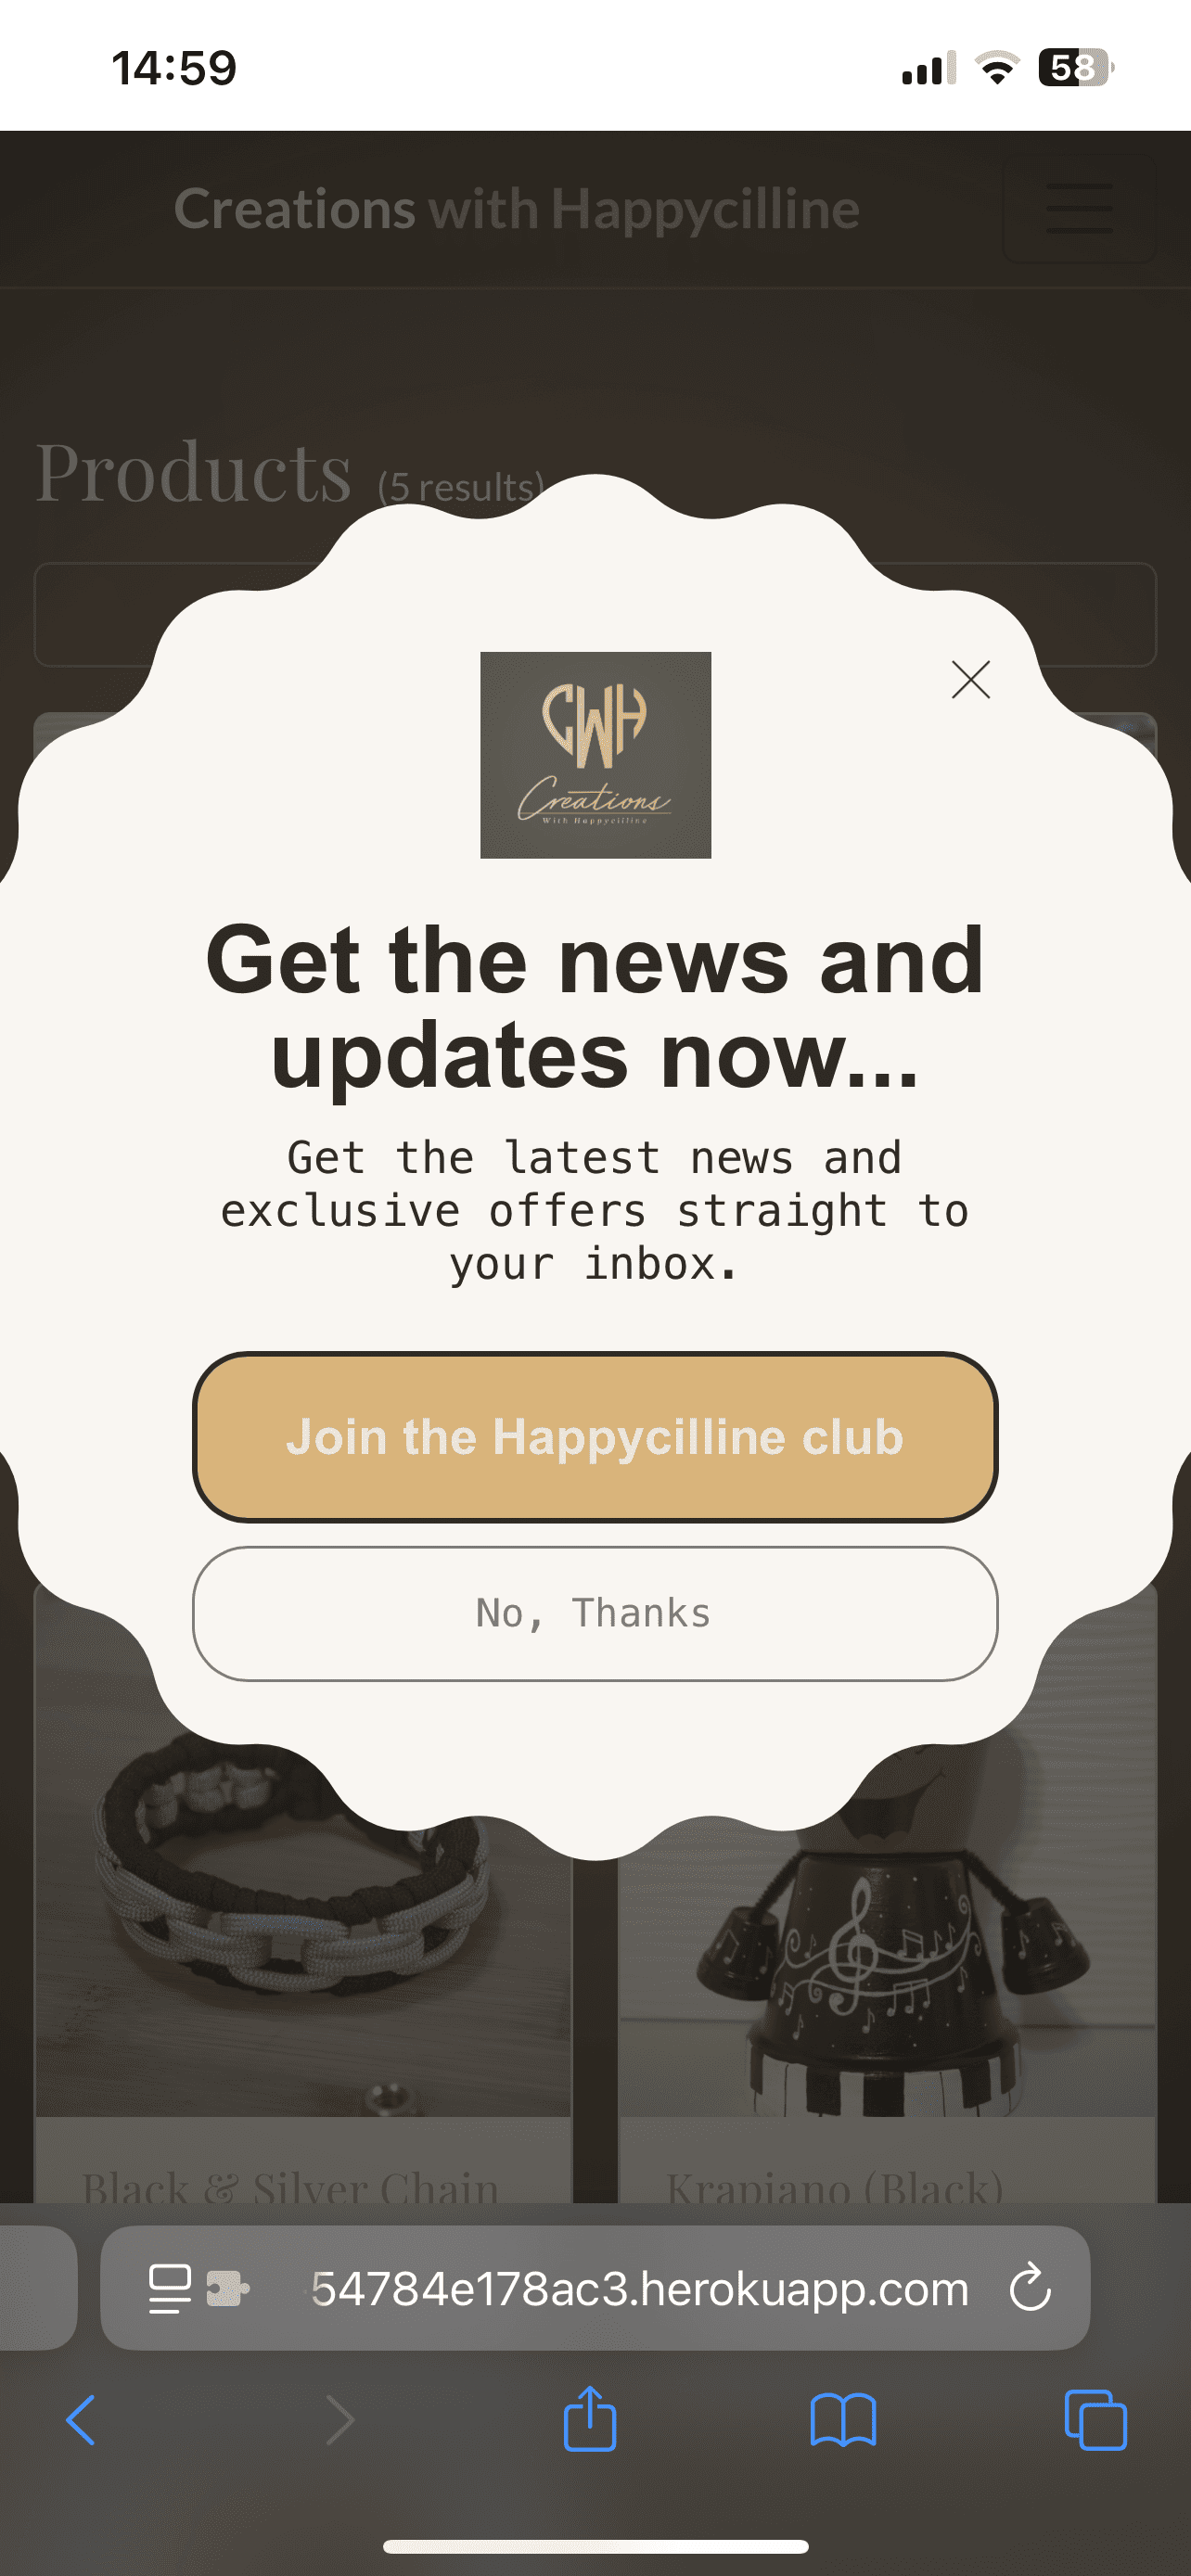 14:59
58
Creations with Happycilline
Products (5 results)
CWH
Creations
With Happycilline
Get the news and
updates now...
Get the latest news and
exclusive offers straight to
your inbox.
Join the Happycilline club
No, Thanks
Black & Silver Chain
Krapiano (Black)
54784e178ac3.herokuapp.com